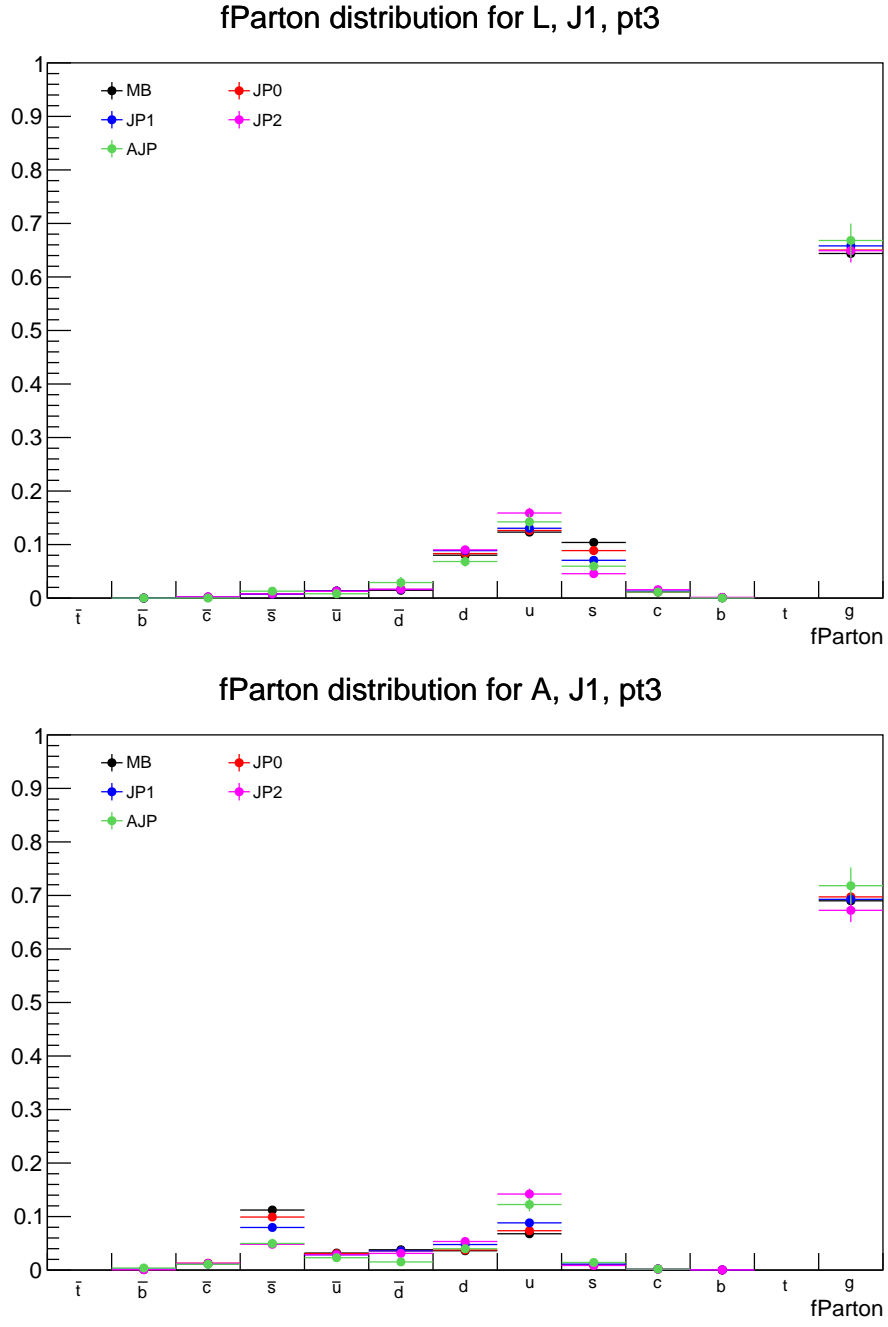 fParton distribution for L, J1, pt3
1
MB JP0
0.9
JP1 JP2
AJP
0.8
0.7
0.6
0.5
0.4
0.3
0.2
0.1
0
t̅ b̅ c̅ s̅ u̅ d̅ d u s c b t g
fParton
fParton distribution for A, J1, pt3
1
MB JP0
0.9
JP1 JP2
AJP
0.8
0.7
0.6
0.5
0.4
0.3
0.2
0.1
0
t̅ b̅ c̅ s̅ u̅ d̅ d u s c b t g
fParton